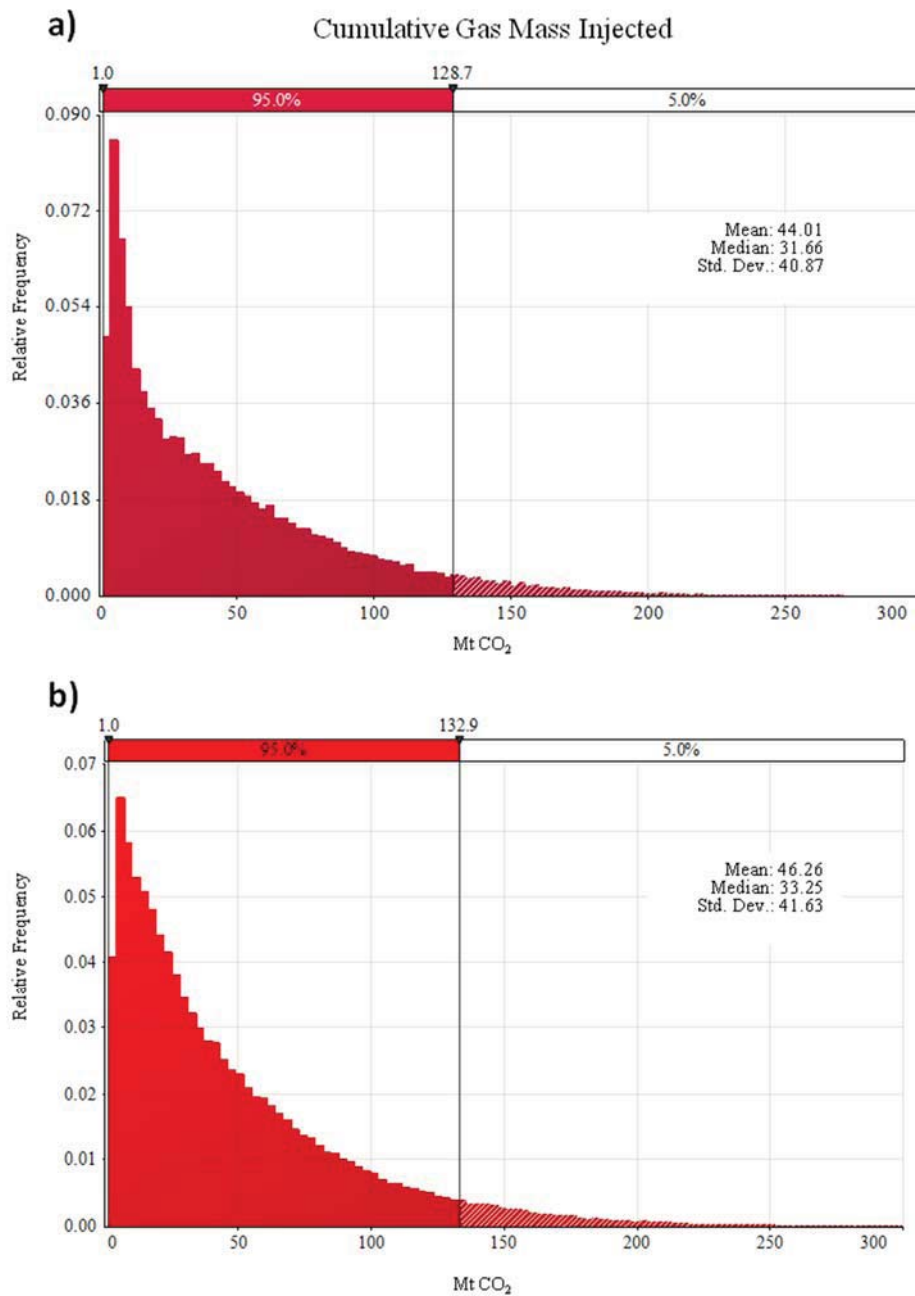 a)
Cumulative Gas Mass Injected
1.0 128.7
95.0% 5.0%
0.090
0.072
0.054
0.036
0.018
0.000
Relative Frequency
Mean: 44.01
Median: 31.66
Std. Dev.: 40.87
0 50 100 150 200 250 300
Mt CO₂
b)
1.0 132.9
95.0% 5.0%
0.07
0.06
0.05
0.04
0.03
0.02
0.01
0.00
Relative Frequency
Mean: 46.26
Median: 33.25
Std. Dev.: 41.63
0 50 100 150 200 250 300
Mt CO₂